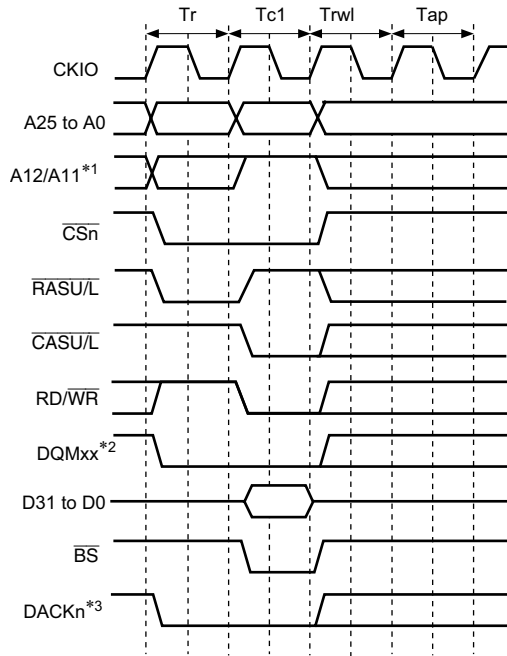 Tr Tc1 Trwl Tap
CKIO
A25 to A0
A12/A11*1
CSn
RASU/L
CASU/L
RD/WR
DQMxx*2
D31 to D0
BS
DACKn*3